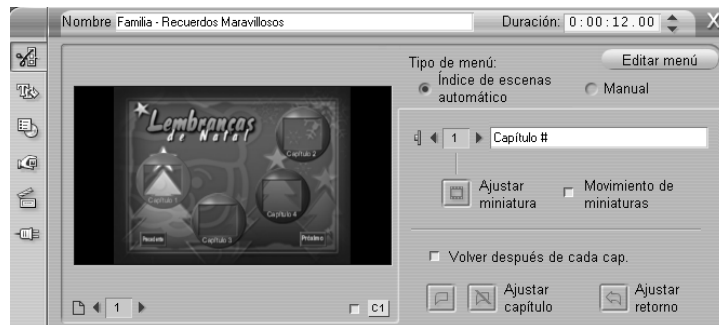 Nombre Familia - Recuerdos Maravillosos Duración: 0:00:12.00 X
Tipo de menú: Editar menú
Índice de escenas automático Manual
Lembranças
de Natal
Capítulo 2
Capítulo 1
Capítulo 4
Capítulo 3
Próximo
1 Capítulo #
Ajustar miniatura Movimiento de miniaturas
Volver después de cada cap.
1 C1 Ajustar capítulo Ajustar retorno